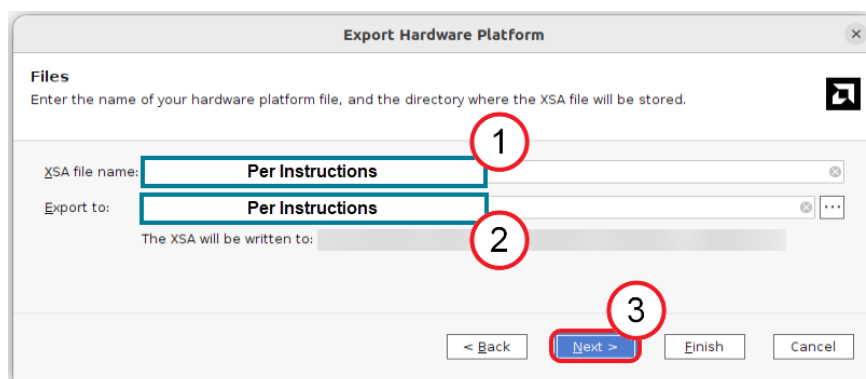 Export Hardware Platform
Files
Enter the name of your hardware platform file, and the directory where the XSA file will be stored.
1
XSA file name: Per Instructions
Export to: Per Instructions ...
The XSA will be written to:
2
3
< Back Next > Finish Cancel